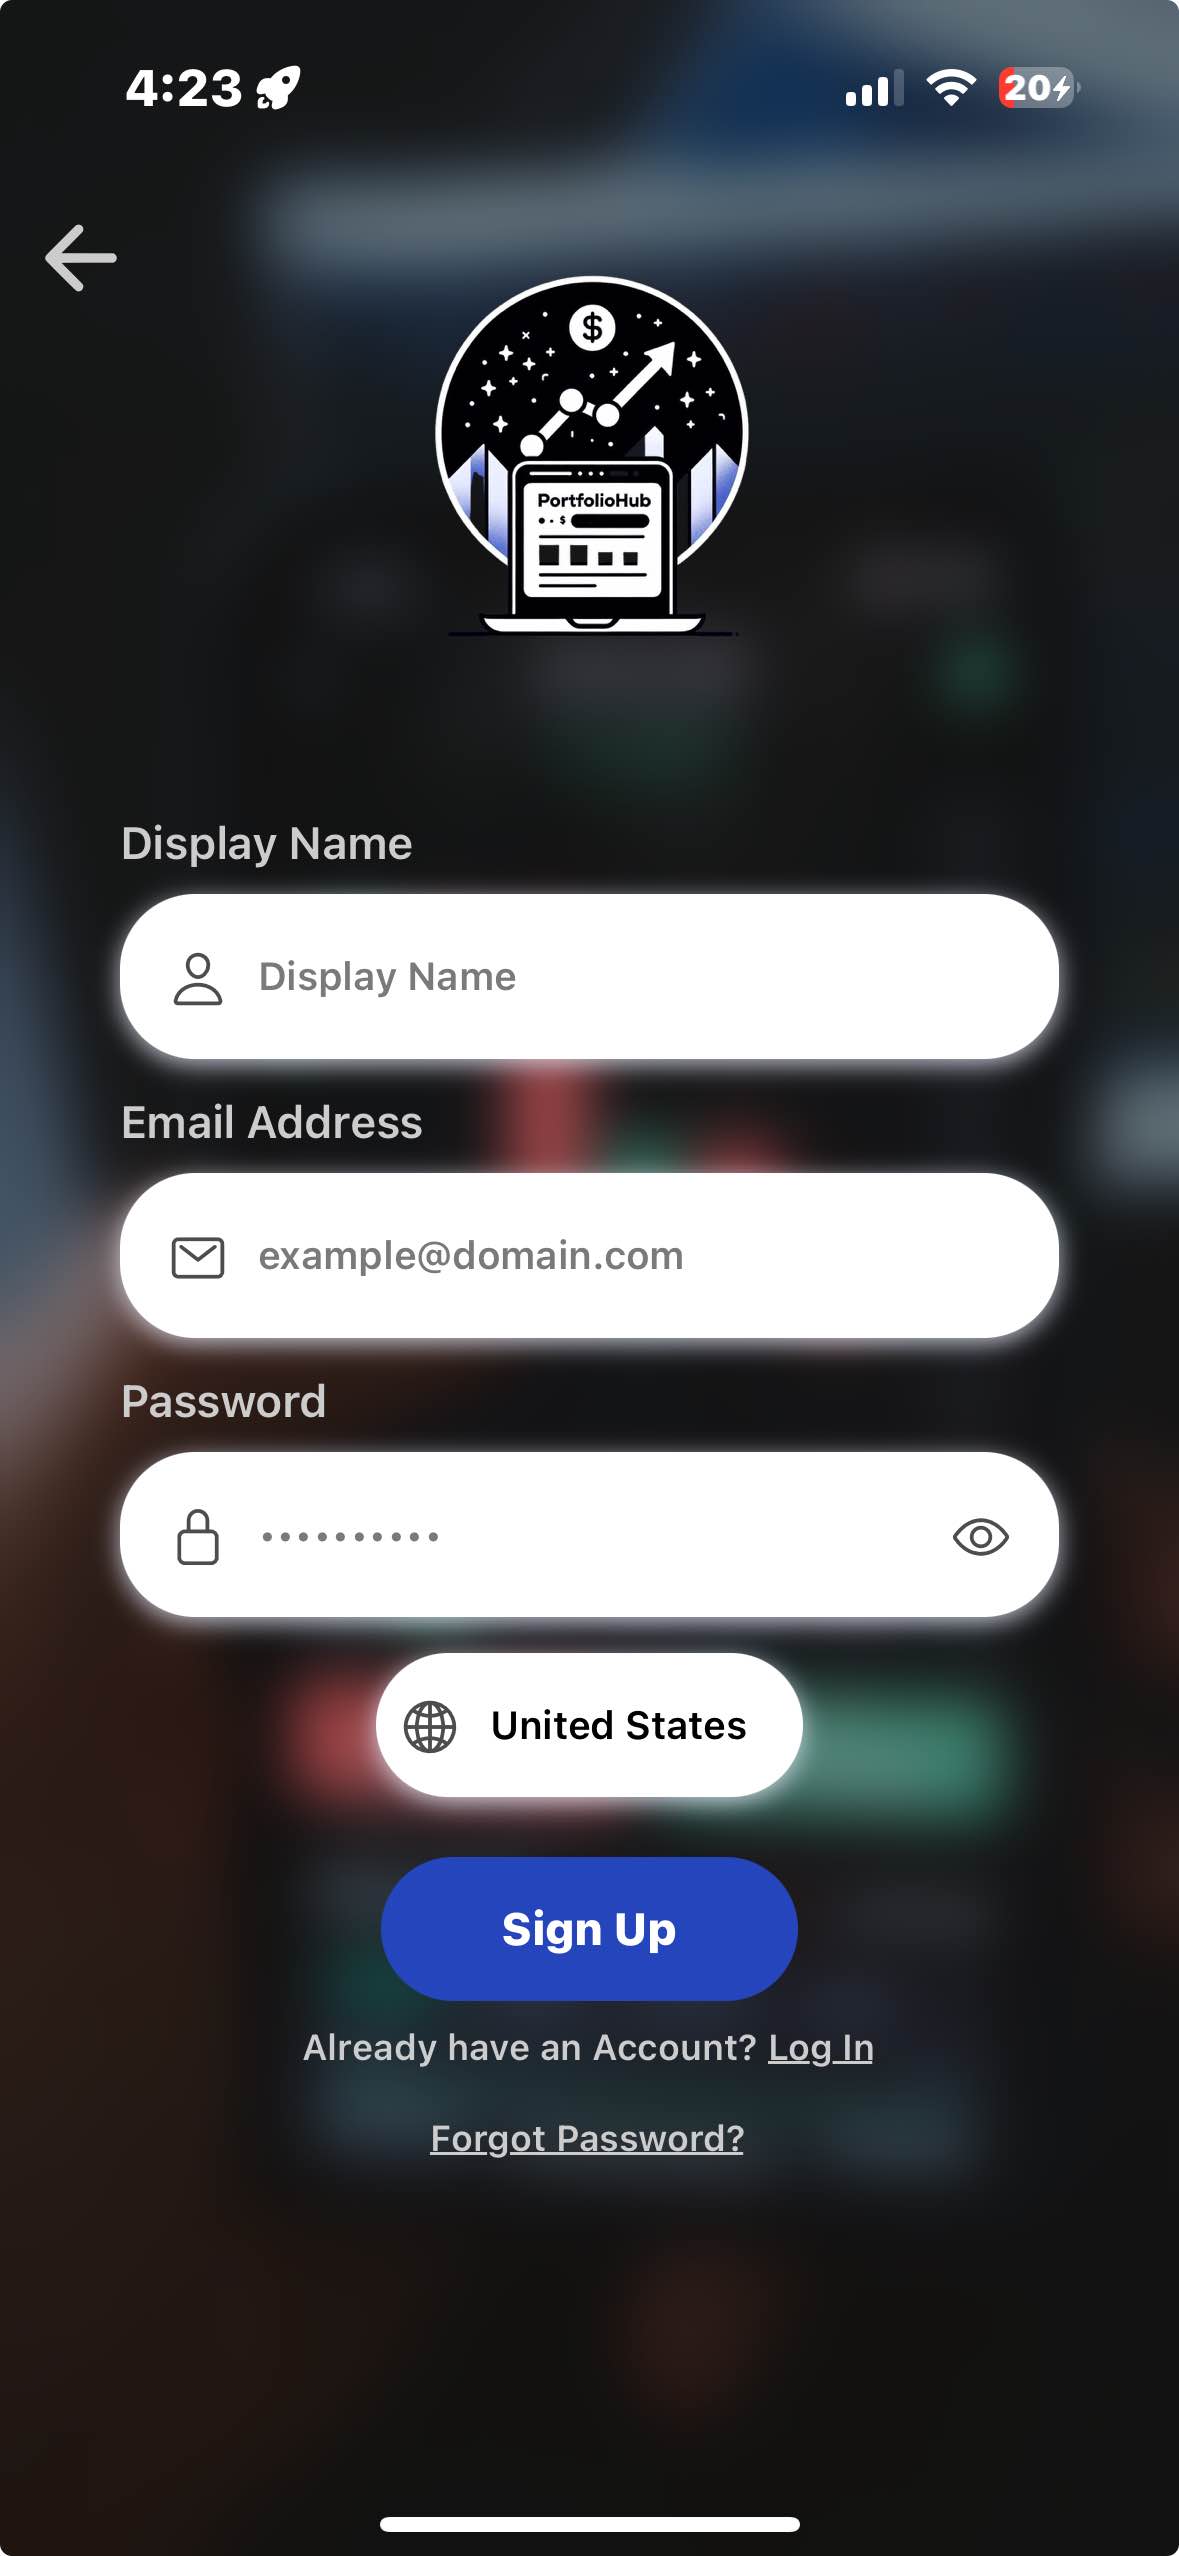 4:23
20
$
PortfolioHub
$
Display Name
Display Name
Email Address
example@domain.com
Password
••••••••••
United States
Sign Up
Already have an Account? Log In
Forgot Password?